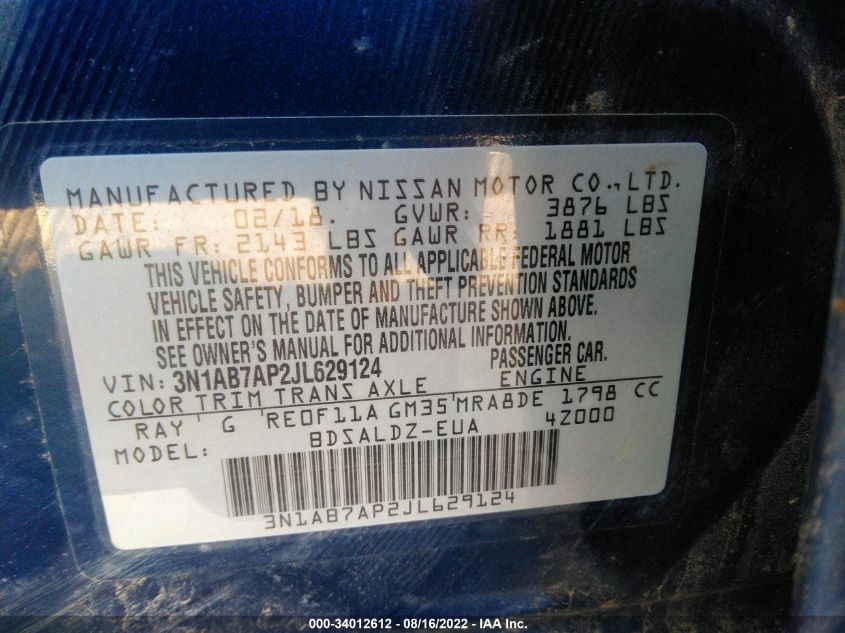 MANUFACTURED BY NISSAN MOTOR CO., LTD.
DATE: 02/18. GVWR: 3876 LBS
GAWR FR: 2143 LBS GAWR RR: 1881 LBS
THIS VEHICLE CONFORMS TO ALL APPLICABLE FEDERAL MOTOR
VEHICLE SAFETY, BUMPER AND THEFT PREVENTION STANDARDS
IN EFFECT ON THE DATE OF MANUFACTURE SHOWN ABOVE.
SEE OWNER'S MANUAL FOR ADDITIONAL INFORMATION.
VIN: 3N1AB7AP2JL629124 PASSENGER CAR.
COLOR TRIM TRANS AXLE ENGINE
RAY G RE0F11A GM35 MRA8DE 1798 CC
MODEL: BDSALDZ-EUA 4Z000
3N1AB7AP2JL629124
000-34012612 - 08/16/2022 - IAA Inc.